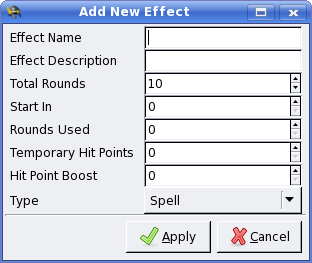 Add New Effect
Effect Name
Effect Description
Total Rounds 10
Start In 0
Rounds Used 0
Temporary Hit Points 0
Hit Point Boost 0
Type Spell
Apply Cancel